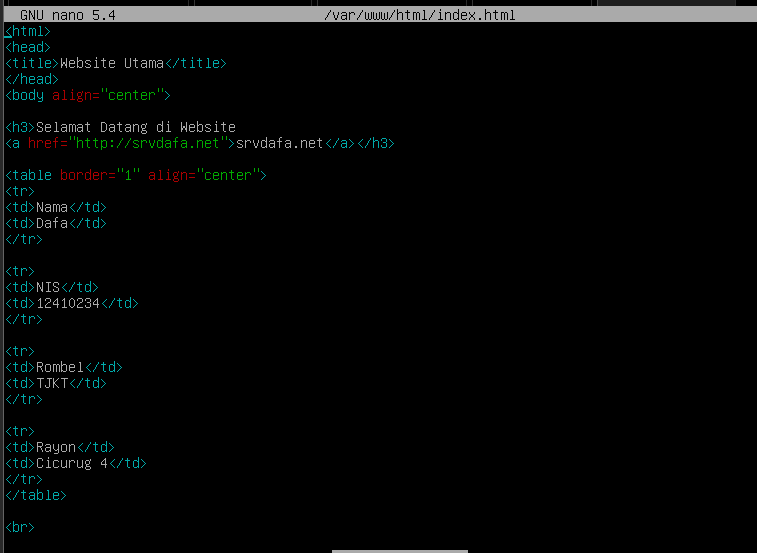 GNU nano 5.4 /var/www/html/index.html
<html>
<head>
<title>Website Utama</title>
</head>
<body align="center">
<h3>Selamat Datang di Website
<a href="http://srvdafa.net">srvdafa.net</a></h3>
<table border="1" align="center">
<tr>
<td>Nama</td>
<td>Dafa</td>
</tr>
<tr>
<td>NIS</td>
<td>12410234</td>
</tr>
<tr>
<td>Rombel</td>
<td>TJKT</td>
</tr>
<tr>
<td>Rayon</td>
<td>Cicurug 4</td>
</tr>
</table>
<br>